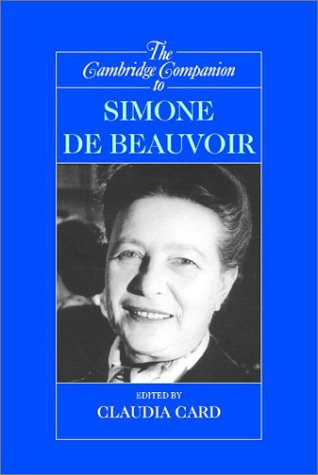 The
Cambridge Companion
to
SIMONE
DE BEAUVOIR
EDITED BY
CLAUDIA CARD